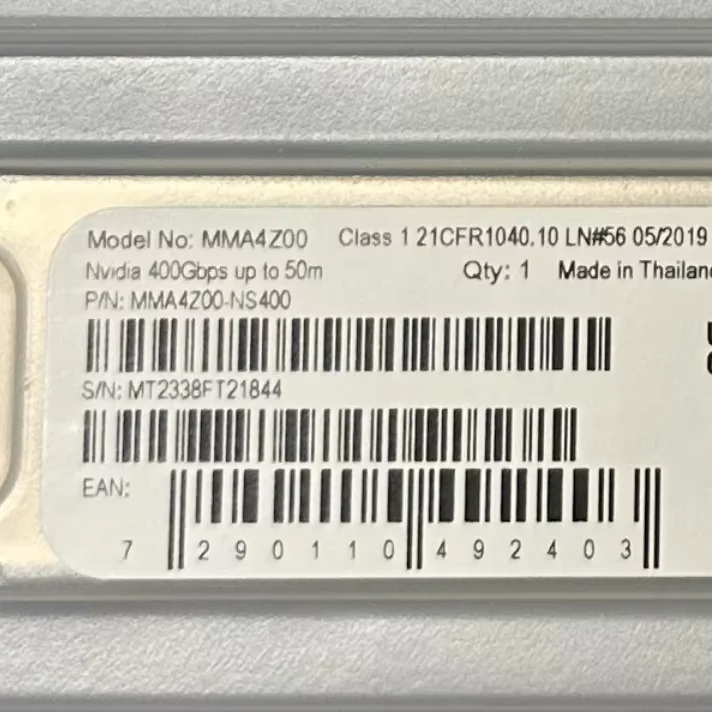 Model No: MMA4Z00 Class 1 21CFR1040.10 LN#56 05/2019
Nvidia 400Gbps up to 50m Qty: 1 Made in
P/N: MMA4Z00-NS400
S/N: MT2338FT21844
EAN:
7 290110 492403